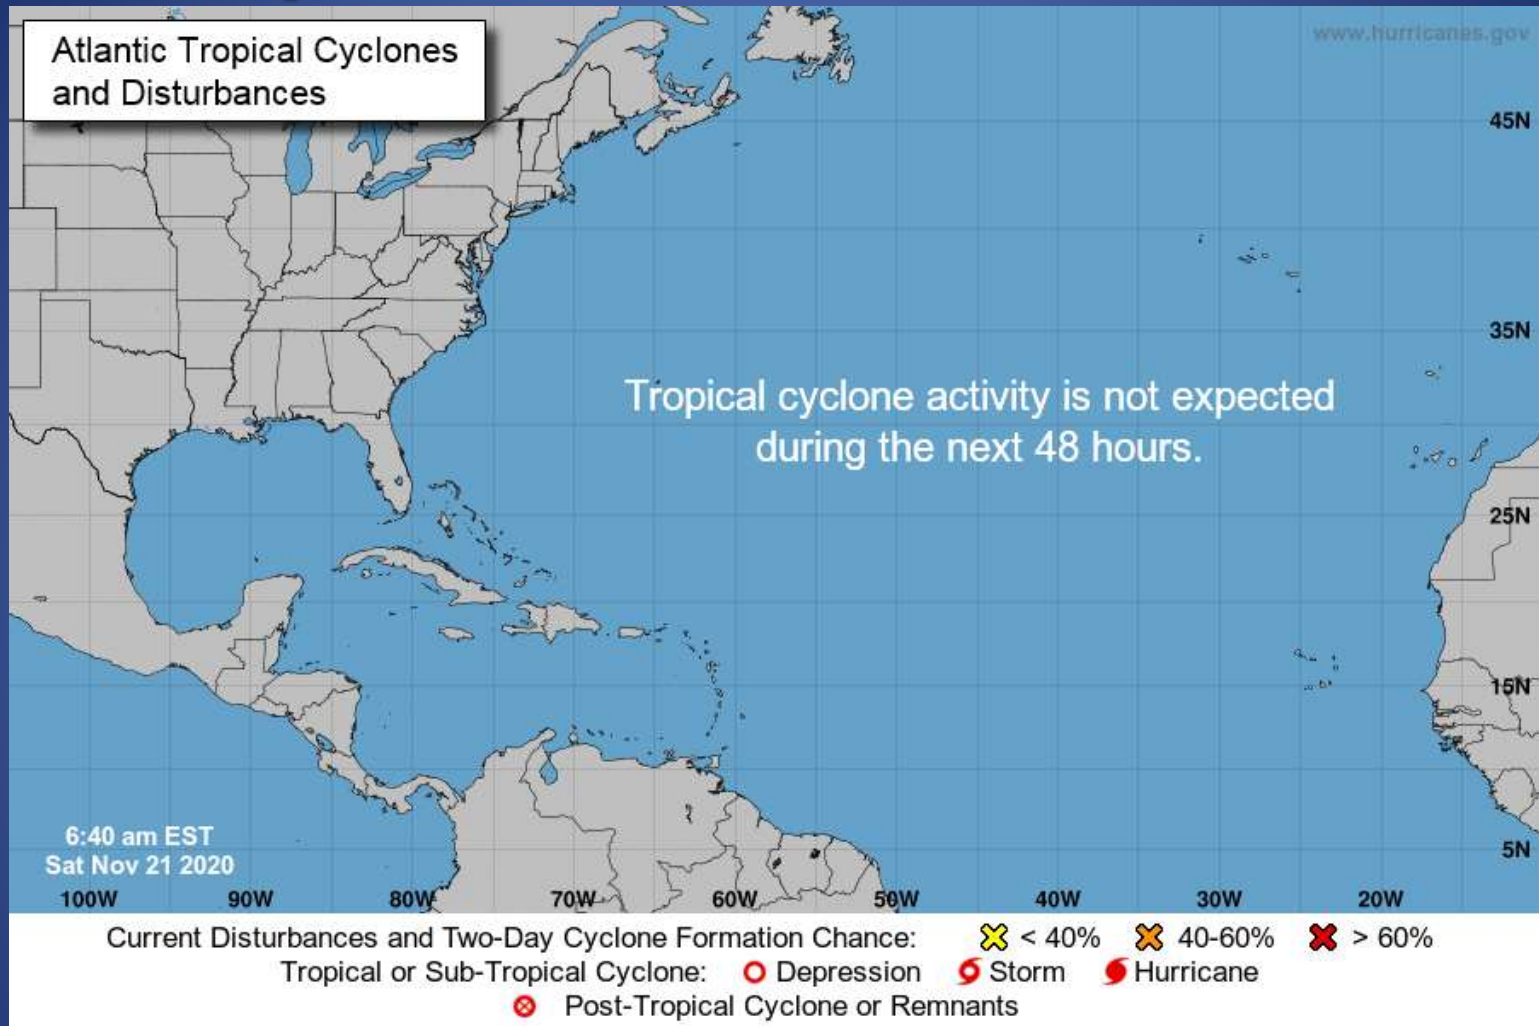 Atlantic Tropical Cyclones
and Disturbances
www.hurricanes.gov
45N
35N
Tropical cyclone activity is not expected
during the next 48 hours.
25N
15N
6:40 am EST
Sat Nov 21 2020
5N
100W 90W 80W 70W 60W 50W 40W 30W 20W
Current Disturbances and Two-Day Cyclone Formation Chance: < 40% 40-60% > 60%
Tropical or Sub-Tropical Cyclone: Depression Storm Hurricane
Post-Tropical Cyclone or Remnants